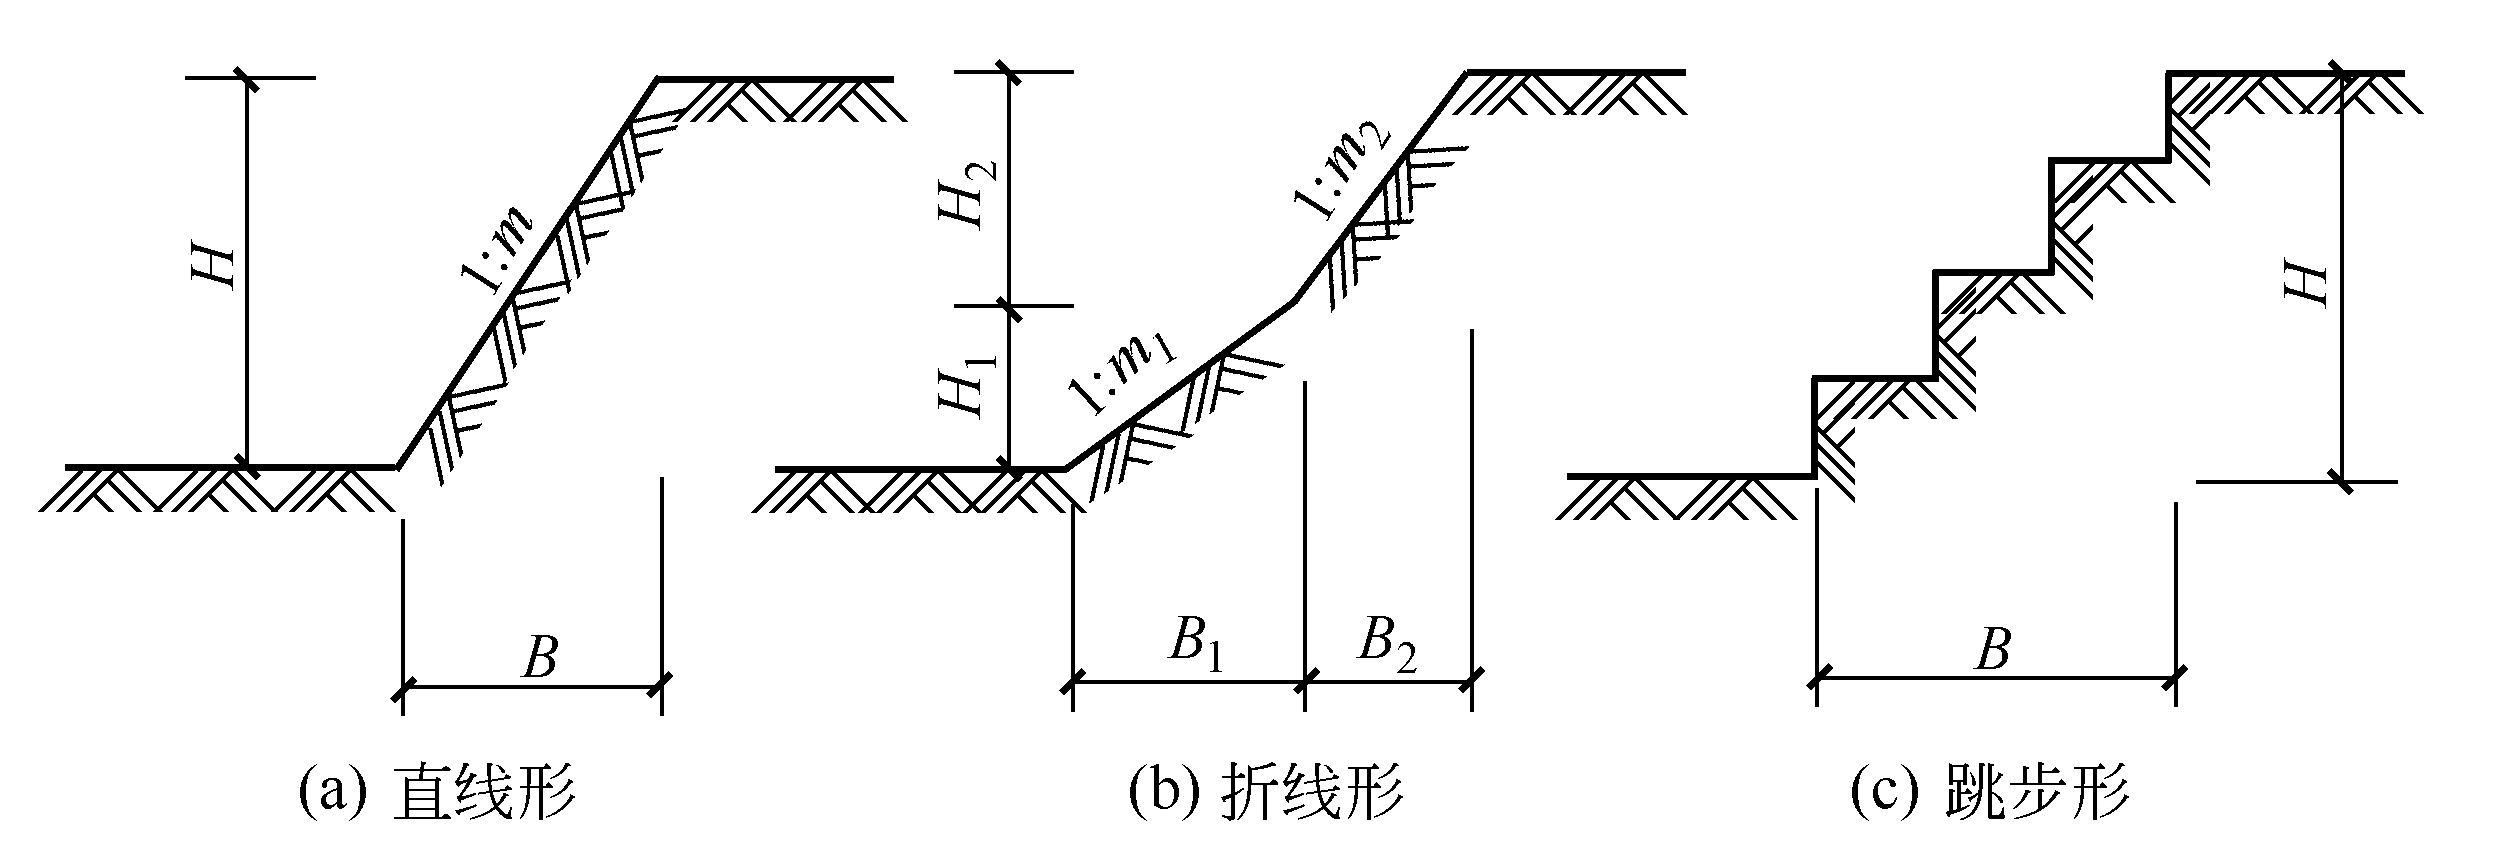 H
1:m
B
(a) 直线形
H₂
H₁
1:m₂
1:m₁
B₁
B₂
(b) 折线形
H
B
(c) 跳步形